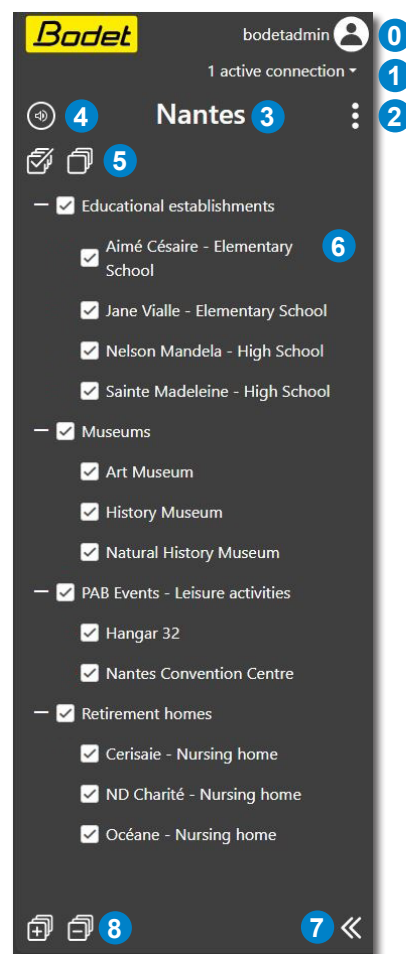 Bodet
bodetadmin 0
1 active connection 1
4 Nantes 3 2
5
Educational establishments
Aimé Césaire - Elementary 6
School
Jane Vialle - Elementary School
Nelson Mandela - High School
Sainte Madeleine - High School
Museums
Art Museum
History Museum
Natural History Museum
PAB Events - Leisure activities
Hangar 32
Nantes Convention Centre
Retirement homes
Cerisaie - Nursing home
ND Charité - Nursing home
Océane - Nursing home
8 7